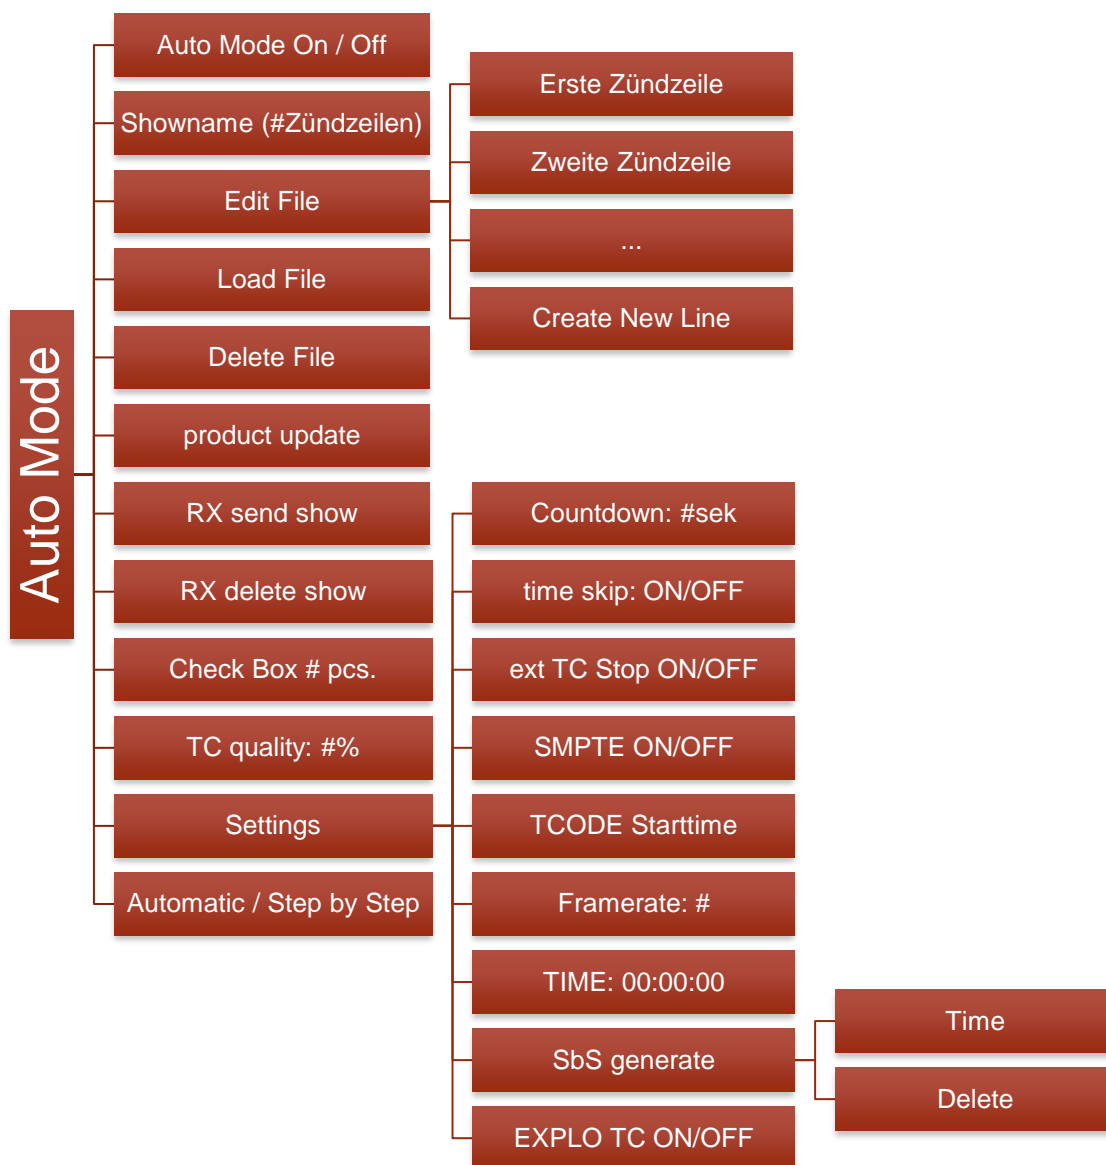 Auto Mode
Auto Mode On / Off
Showname (#Zündzeilen)
Edit File
Erste Zündzeile
Zweite Zündzeile
...
Create New Line
Load File
Delete File
product update
RX send show
RX delete show
Check Box # pcs.
TC quality: #%
Settings
Countdown: #sek
time skip: ON/OFF
ext TC Stop ON/OFF
SMPTE ON/OFF
TCODE Starttime
Framerate: #
TIME: 00:00:00
SbS generate
Time
Delete
EXPLO TC ON/OFF
Automatic / Step by Step